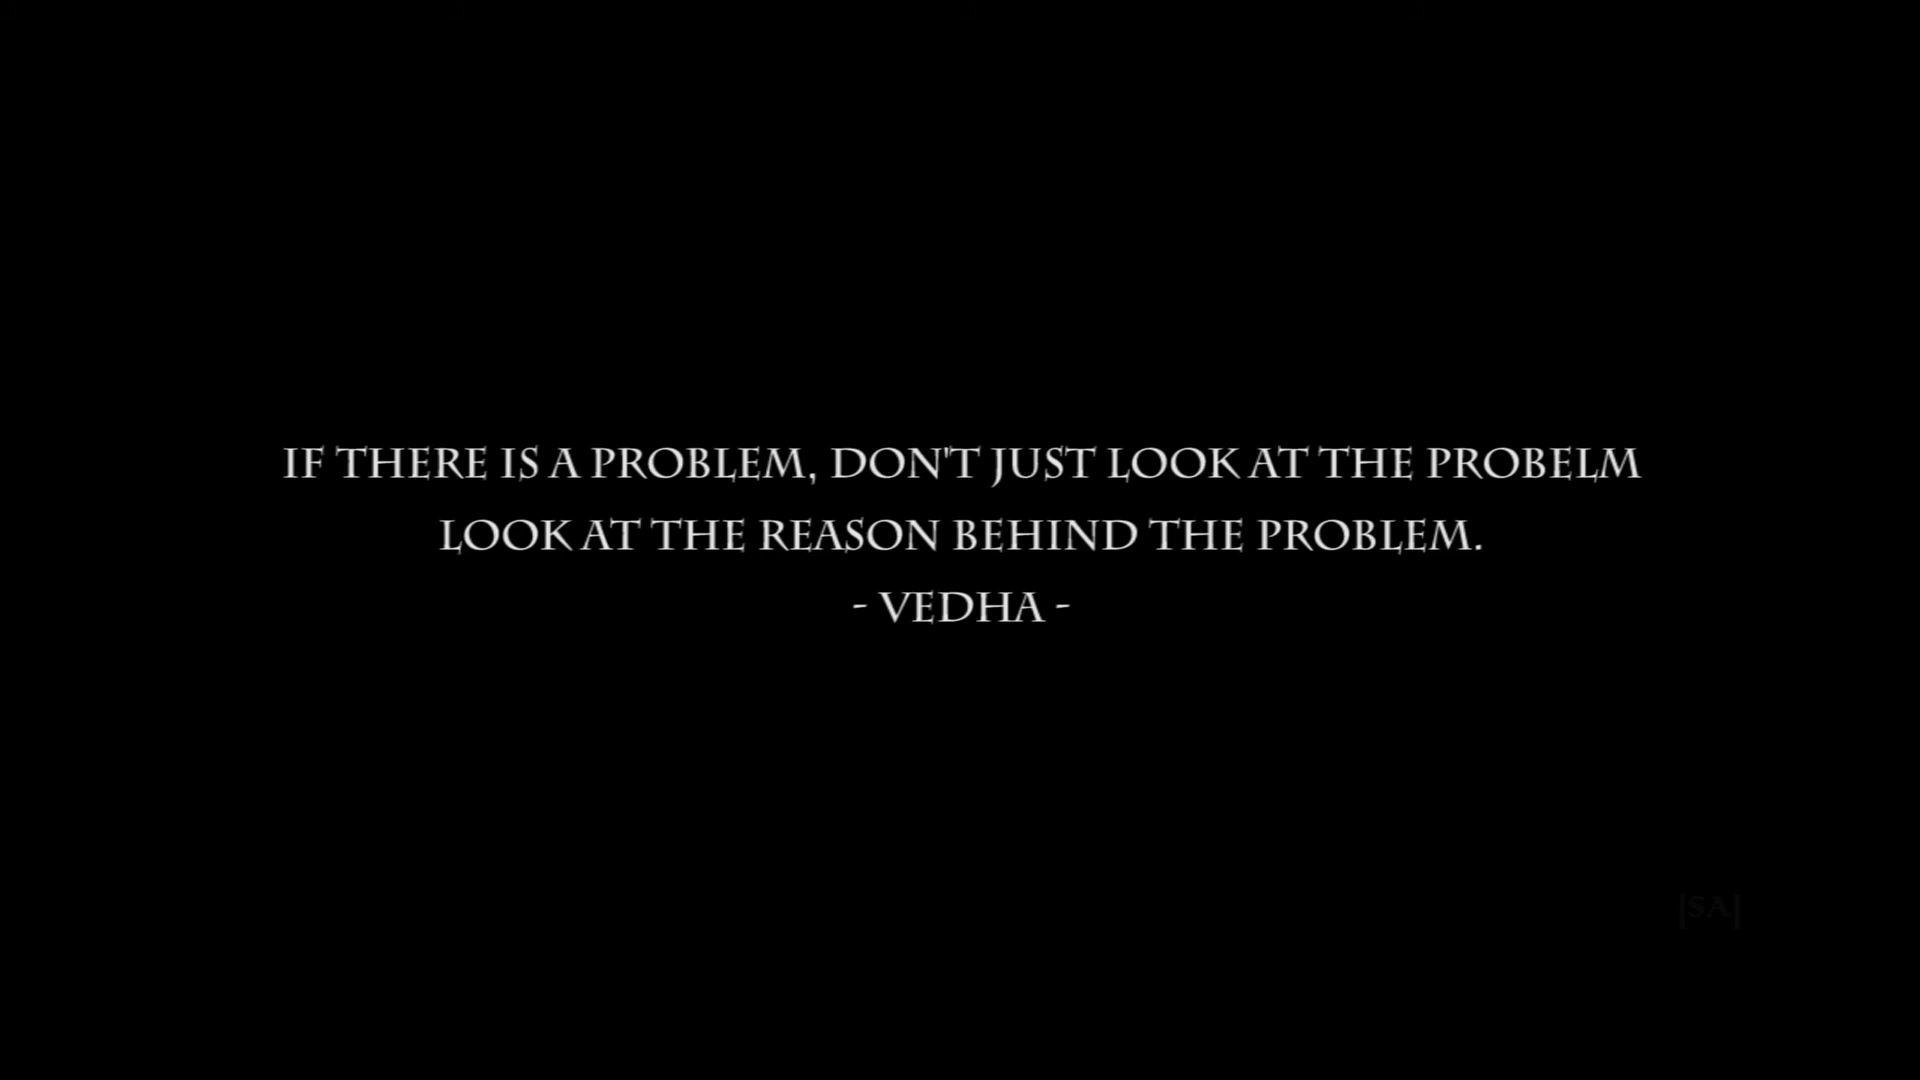 IF THERE IS A PROBLEM, DON'T JUST LOOK AT THE PROBELM
LOOK AT THE REASON BEHIND THE PROBLEM.
- VEDHA -
[SA]